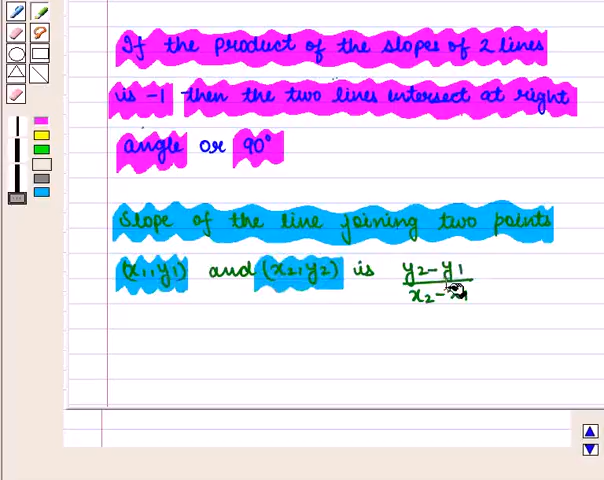 If the product of the slopes of 2 lines
is -1 then the two lines intersect at right
angle or 90°
Slope of the line joining two points
(x1, y1) and (x2, y2) is y2-y1
x2-